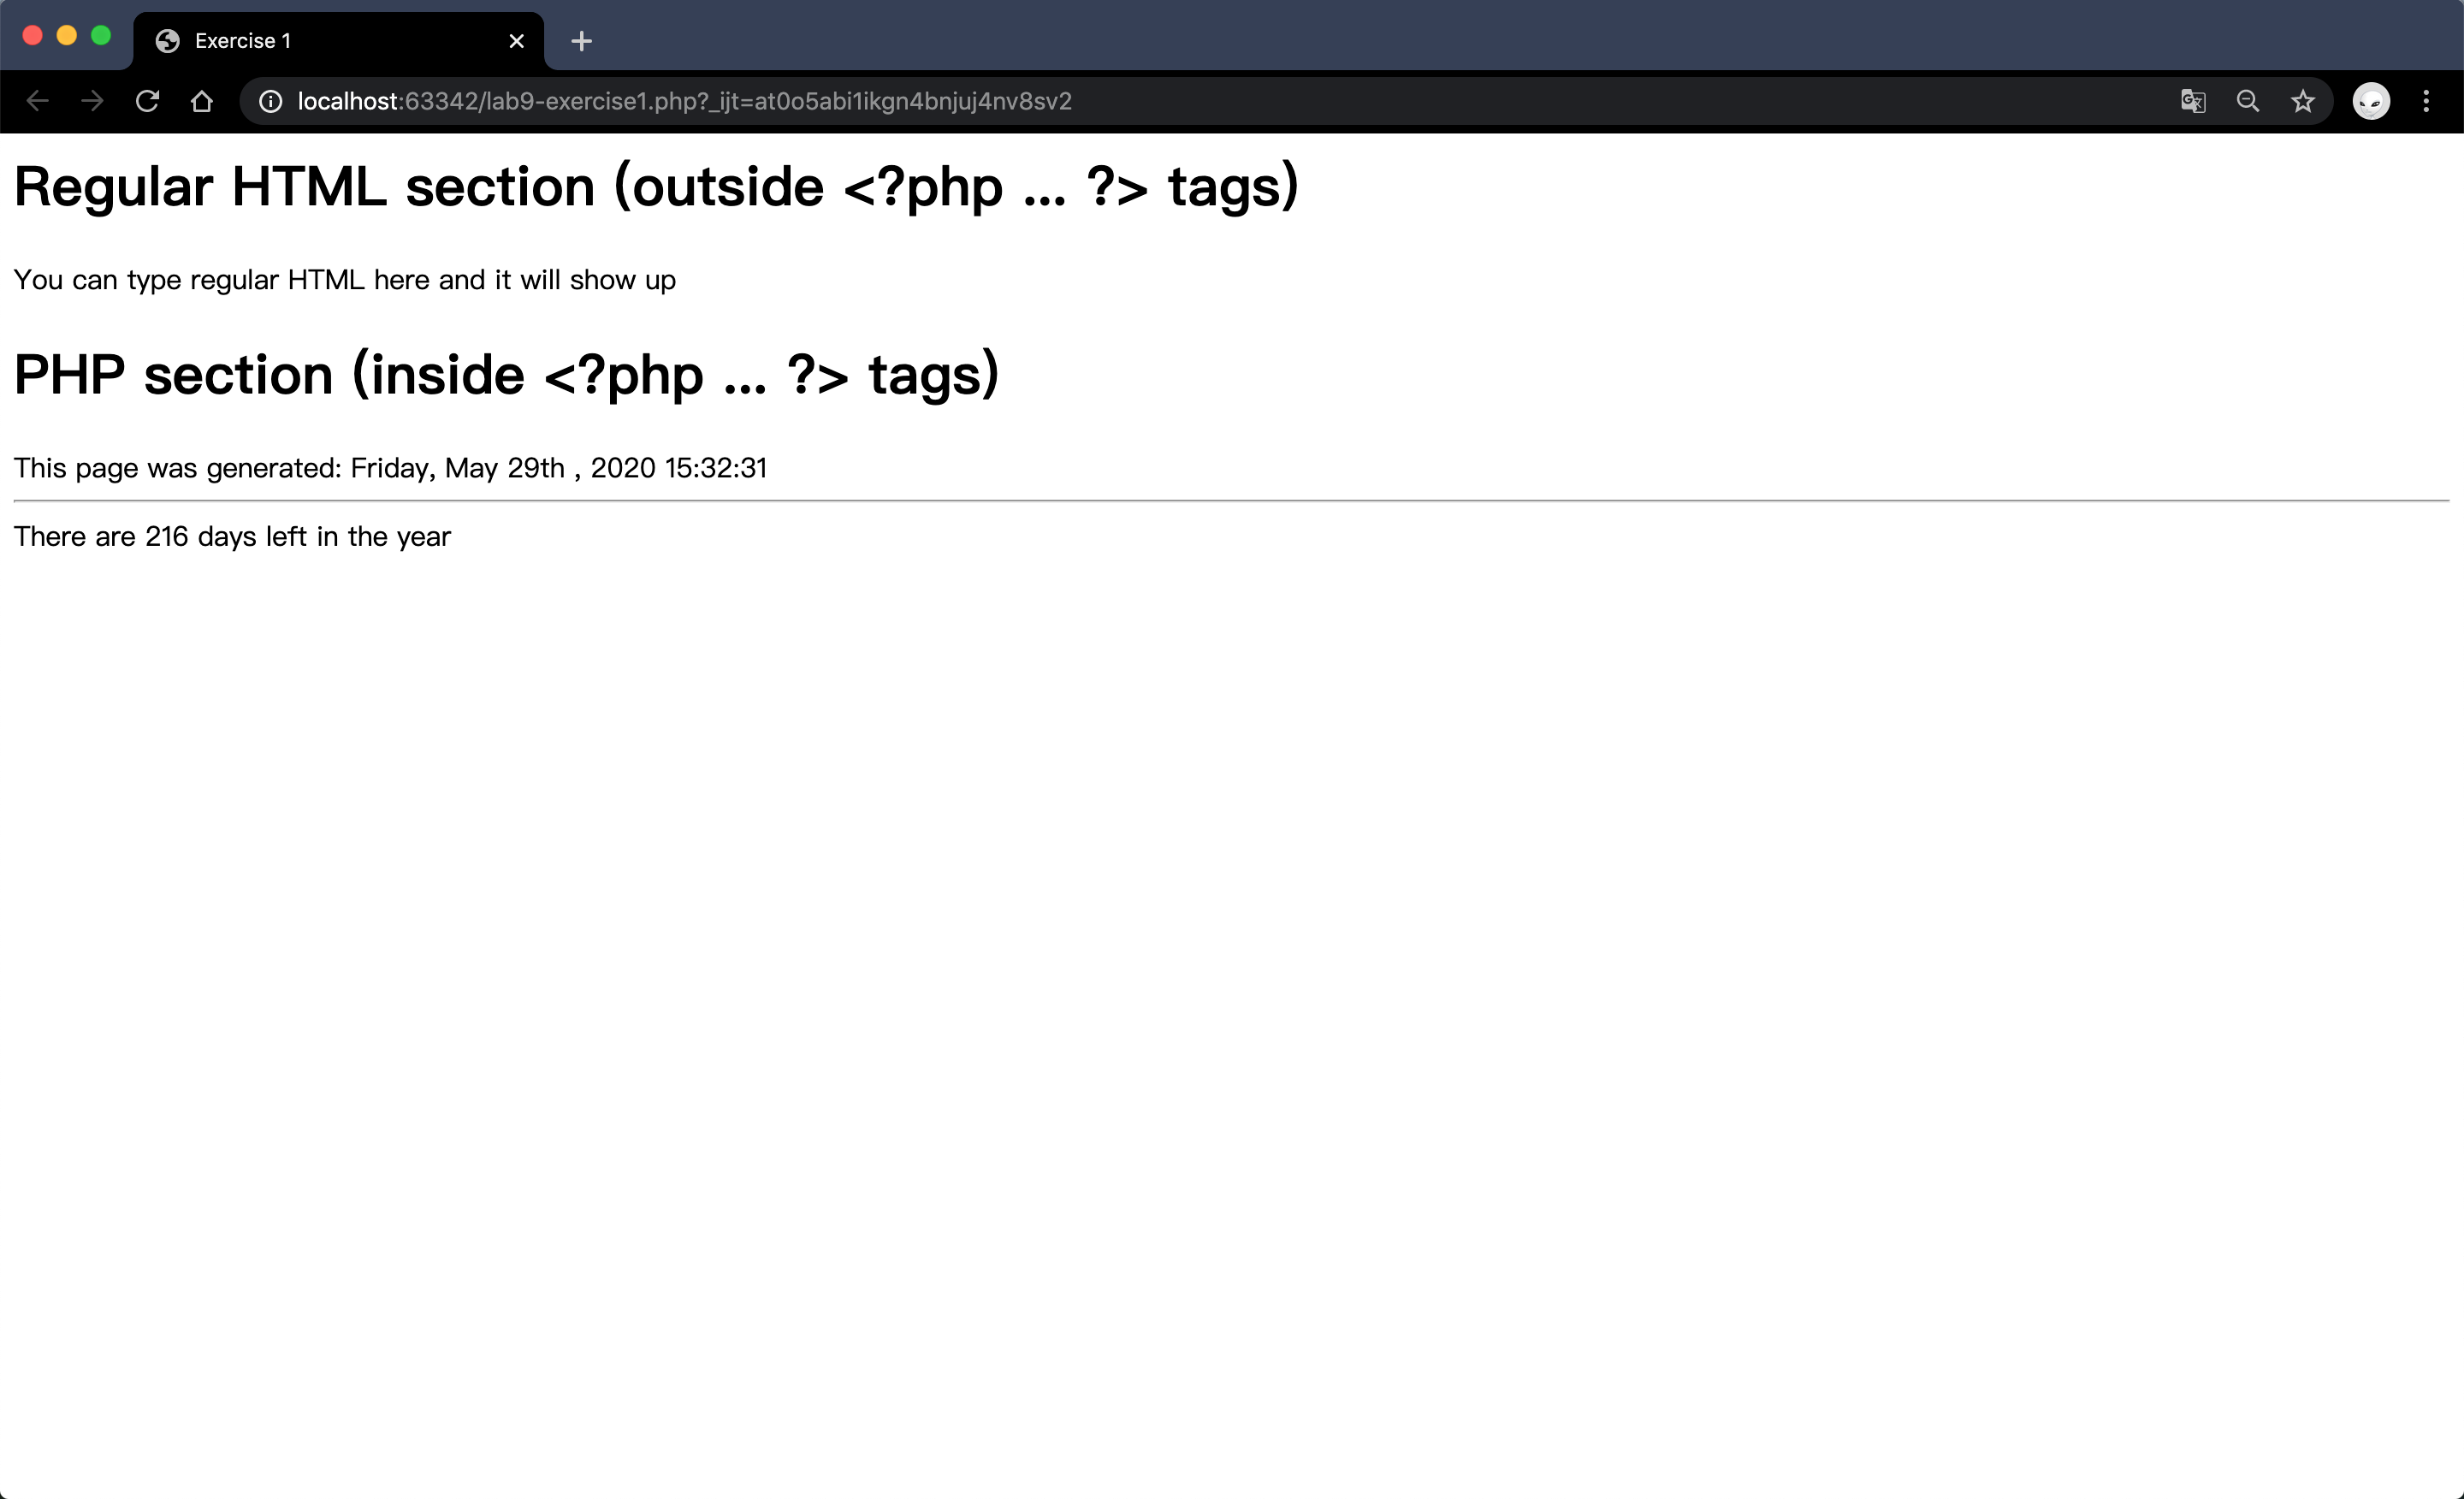 Exercise 1
localhost:63342/lab9-exercise1.php?_ijt=at0o5abi1ikgn4bnjuj4nv8sv2
Regular HTML section (outside <?php ... ?> tags)
You can type regular HTML here and it will show up
PHP section (inside <?php ... ?> tags)
This page was generated: Friday, May 29th , 2020 15:32:31
There are 216 days left in the year